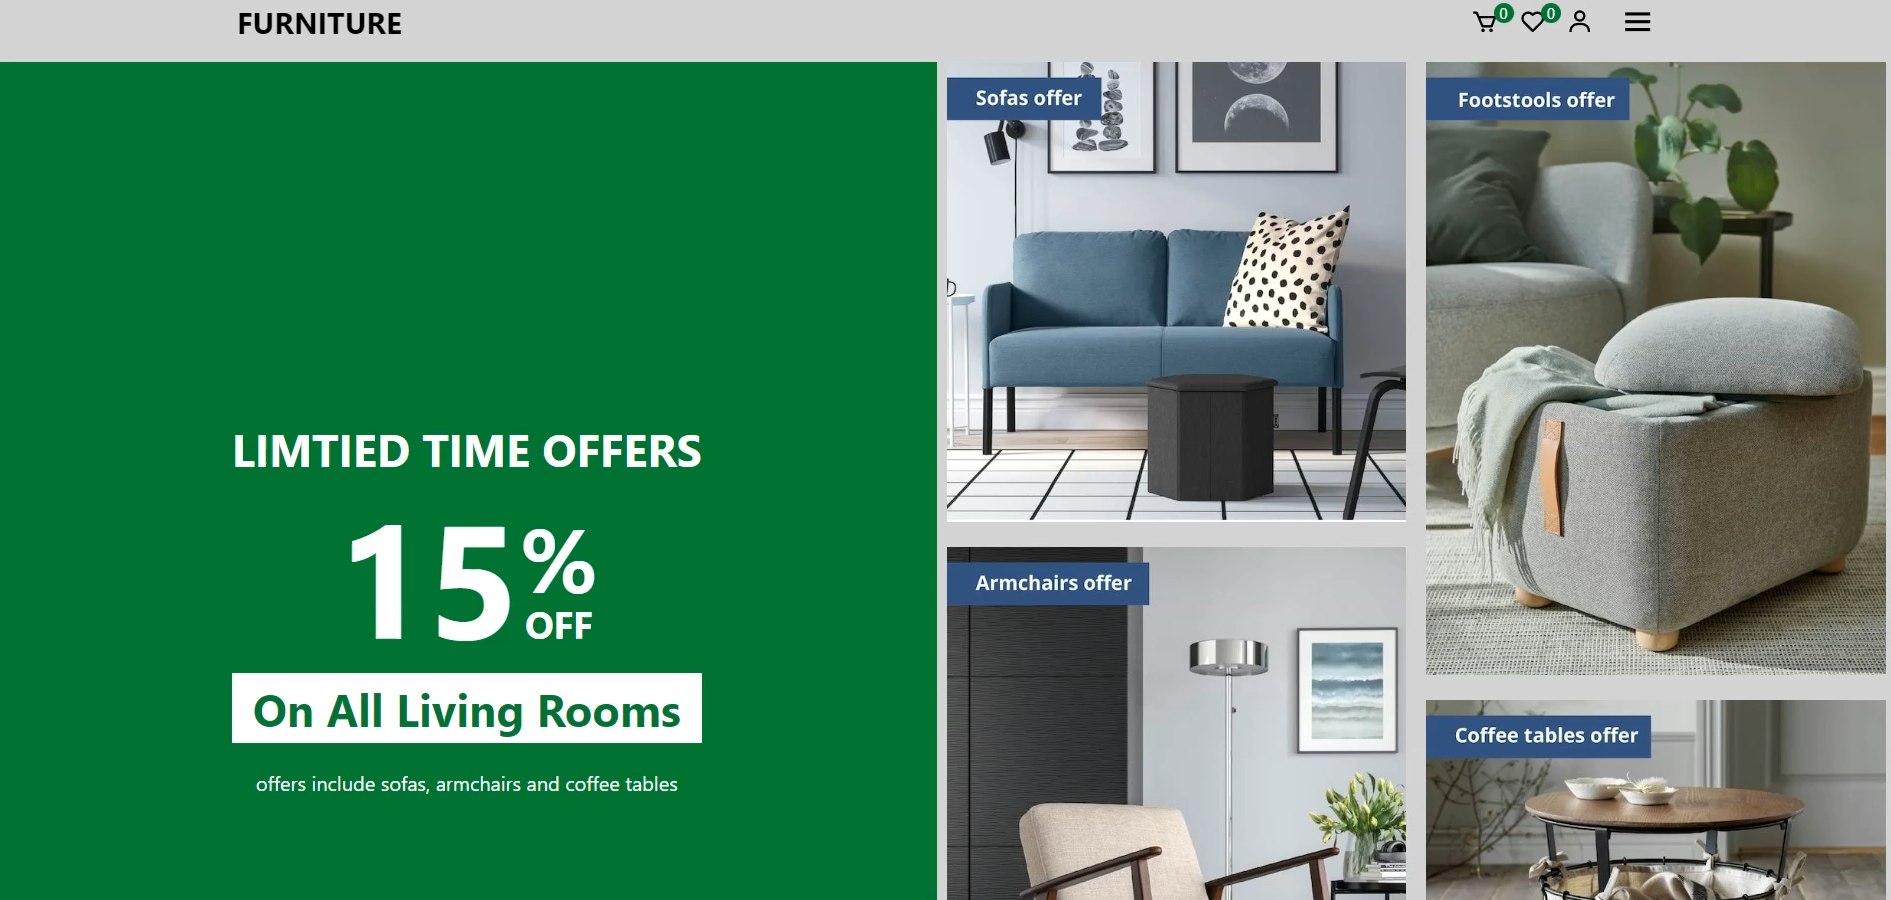 FURNITURE
0
0
LIMTIED TIME OFFERS
15%
OFF
On All Living Rooms
offers include sofas, armchairs and coffee tables
Sofas offer
Armchairs offer
Footstools offer
Coffee tables offer